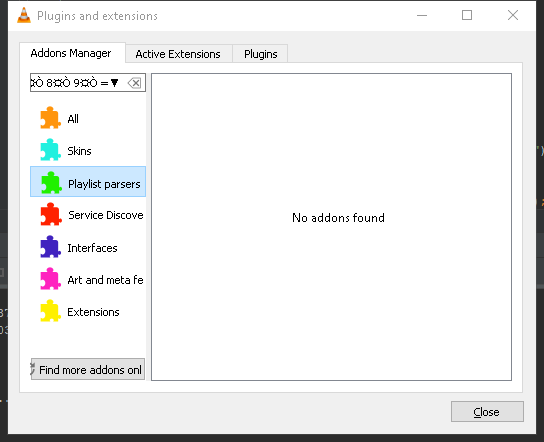 Plugins and extensions
Addons Manager
Active Extensions
Plugins
¤Ò 8¤Ò 9¤Ò =▼
All
Skins
Playlist parsers
Service Discove
Interfaces
Art and meta fe
Extensions
Find more addons onl
No addons found
Close